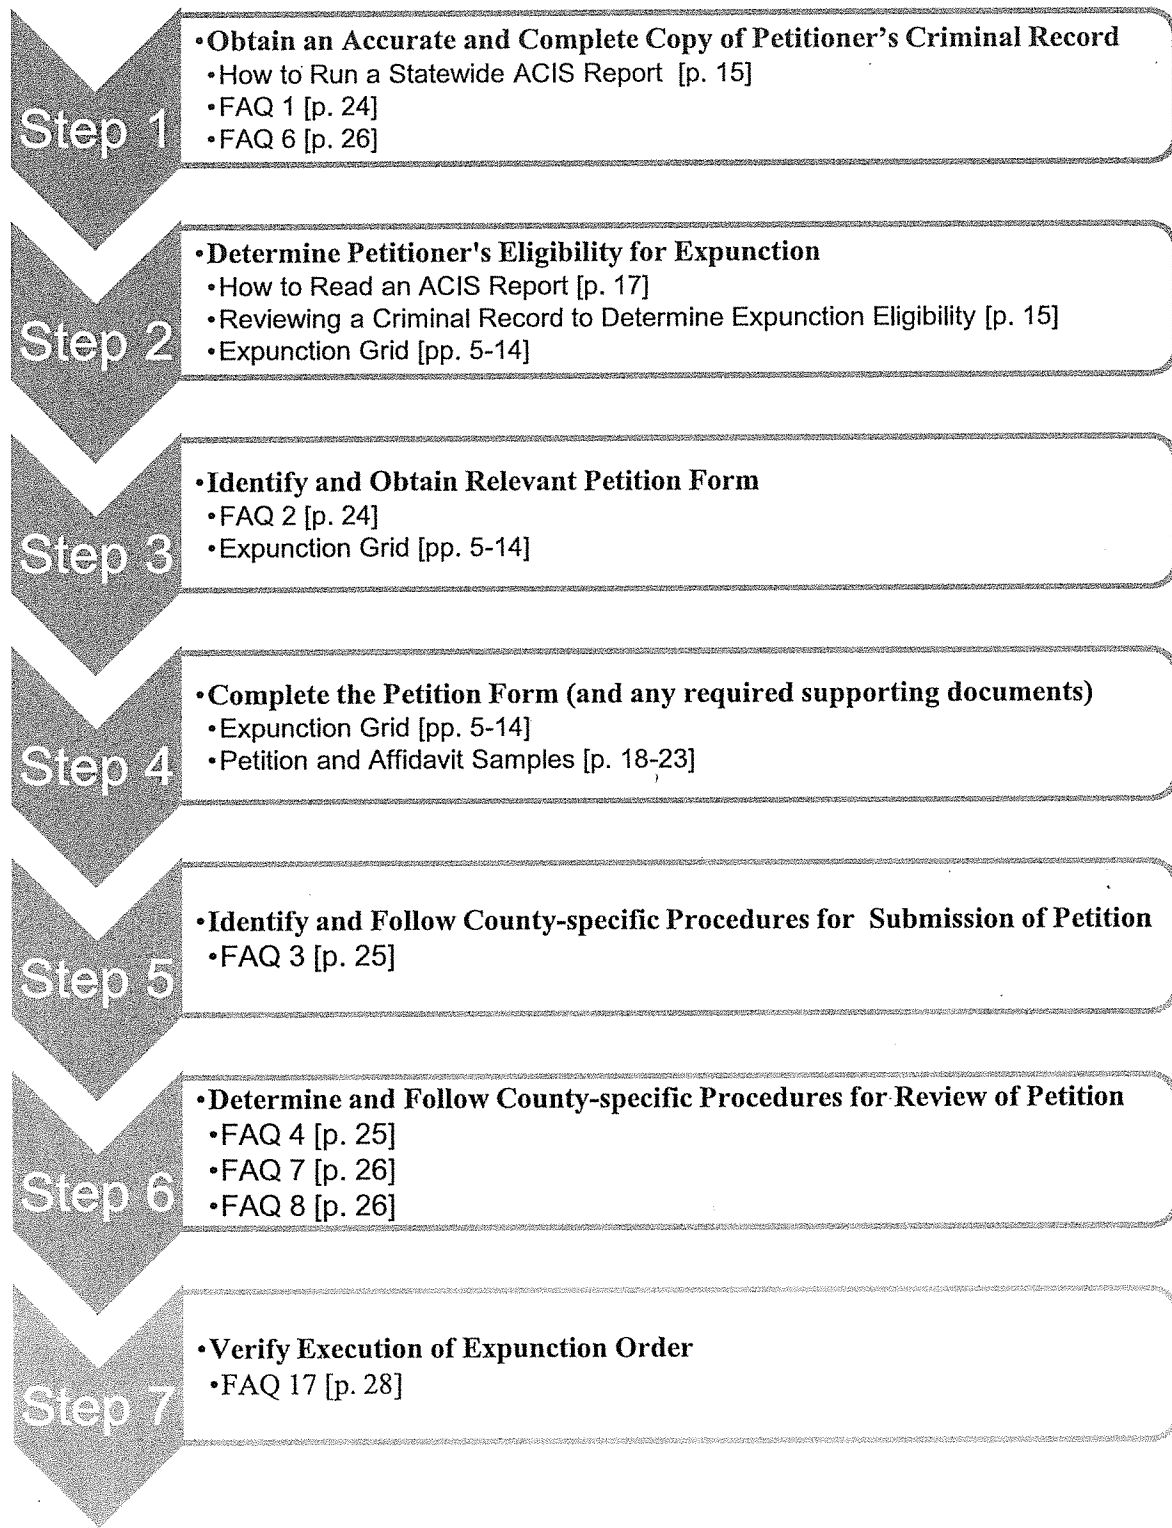 Step 1
•Obtain an Accurate and Complete Copy of Petitioner's Criminal Record
•How to Run a Statewide ACIS Report [p. 15]
•FAQ 1 [p. 24]
•FAQ 6 [p. 26]
Step 2
•Determine Petitioner's Eligibility for Expunction
•How to Read an ACIS Report [p. 17]
•Reviewing a Criminal Record to Determine Expunction Eligibility [p. 15]
•Expunction Grid [pp. 5-14]
Step 3
•Identify and Obtain Relevant Petition Form
•FAQ 2 [p. 24]
•Expunction Grid [pp. 5-14]
Step 4
•Complete the Petition Form (and any required supporting documents)
•Expunction Grid [pp. 5-14]
•Petition and Affidavit Samples [p. 18-23]
Step 5
•Identify and Follow County-specific Procedures for Submission of Petition
•FAQ 3 [p. 25]
Step 6
•Determine and Follow County-specific Procedures for Review of Petition
•FAQ 4 [p. 25]
•FAQ 7 [p. 26]
•FAQ 8 [p. 26]
Step 7
•Verify Execution of Expunction Order
•FAQ 17 [p. 28]